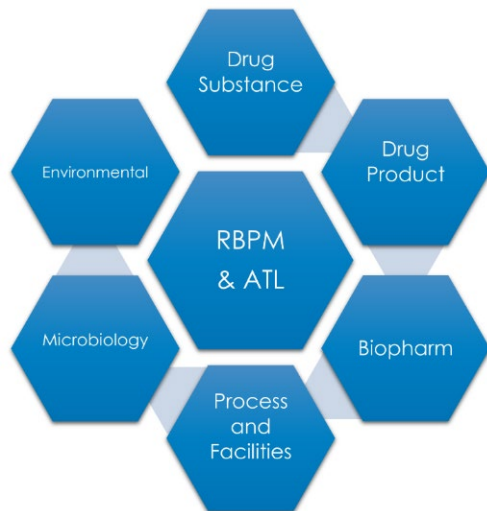 Drug
Substance
Drug
Product
Biopharm
Process
and
Facilities
Microbiology
Environmental
RBPM
& ATL